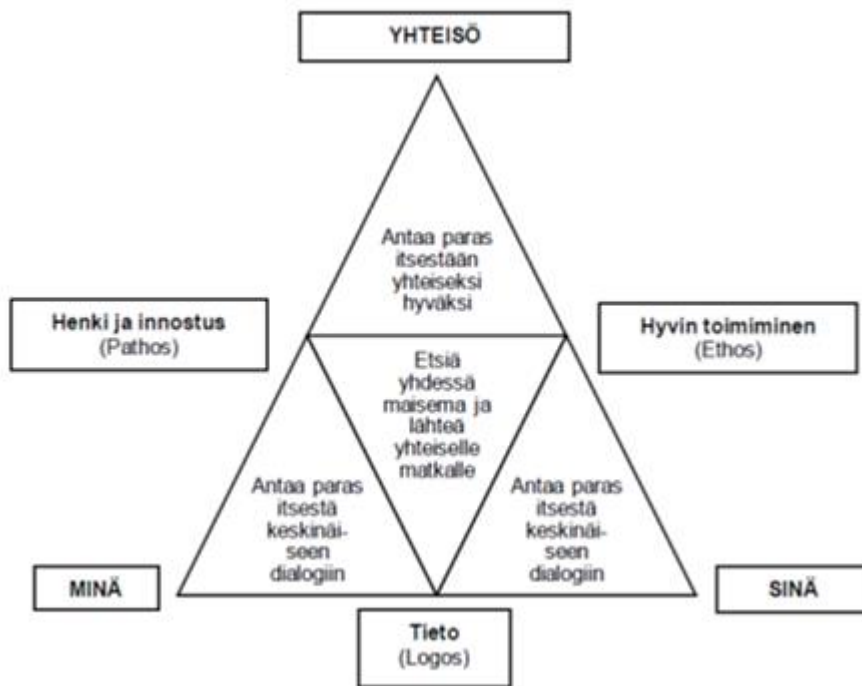 YHTEISÖ
Antaa paras
itsestään
yhteiseksi
hyväksi
Henki ja innostus
(Pathos)
Hyvin toimiminen
(Ethos)
Etsiä
yhdessä
maisema ja
lähteä
yhteiselle
matkalle
Antaa paras
itsestä
keskinäi-
seen
dialogiin
Antaa paras
itsestä
keskinäi-
seen
dialogiin
MINÄ
SINÄ
Tieto
(Logos)